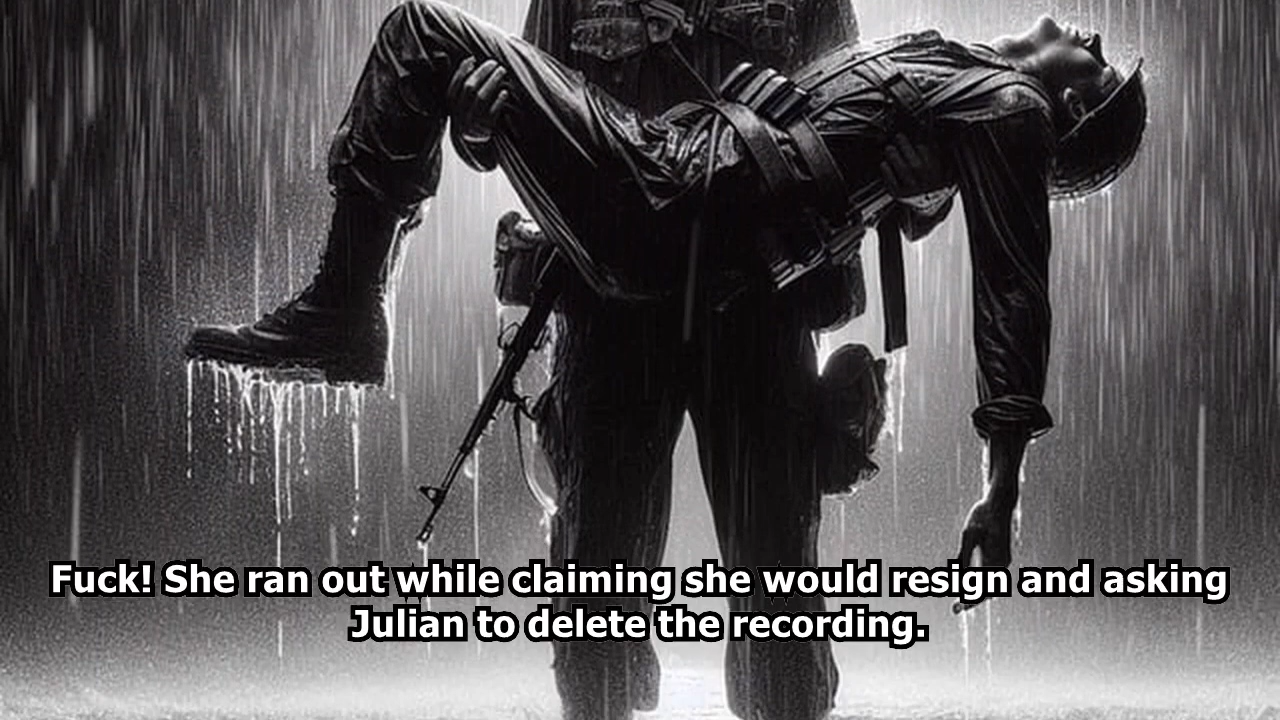 Fuck! She ran out while claiming she would resign and asking
Julian to delete the recording.